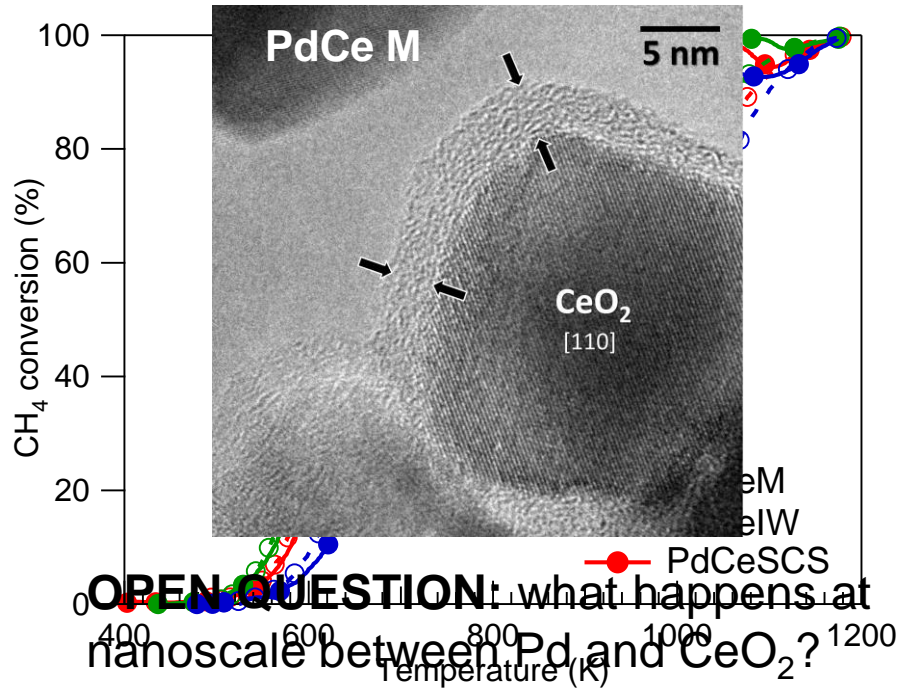 PdCe M
5 nm
CeO2
[110]
100
80
60
40
20
0
CH4 conversion (%)
eM
eIW
PdCeSCS
400
600
800
1000
1200
Temperature (K)
OPEN QUESTION: what happens at
nanoscale between Pd and CeO2?